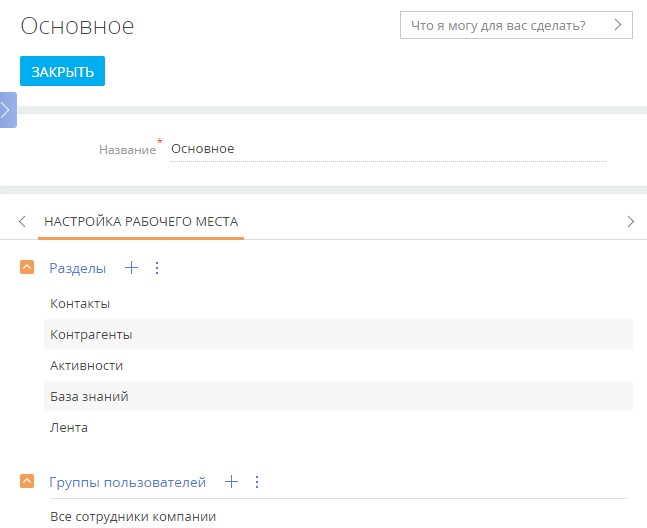 Основное
Что я могу для вас сделать?
ЗАКРЫТЬ
Название* Основное
НАСТРОЙКА РАБОЧЕГО МЕСТА
Разделы
Контакты
Контрагенты
Активности
База знаний
Лента
Группы пользователей
Все сотрудники компании